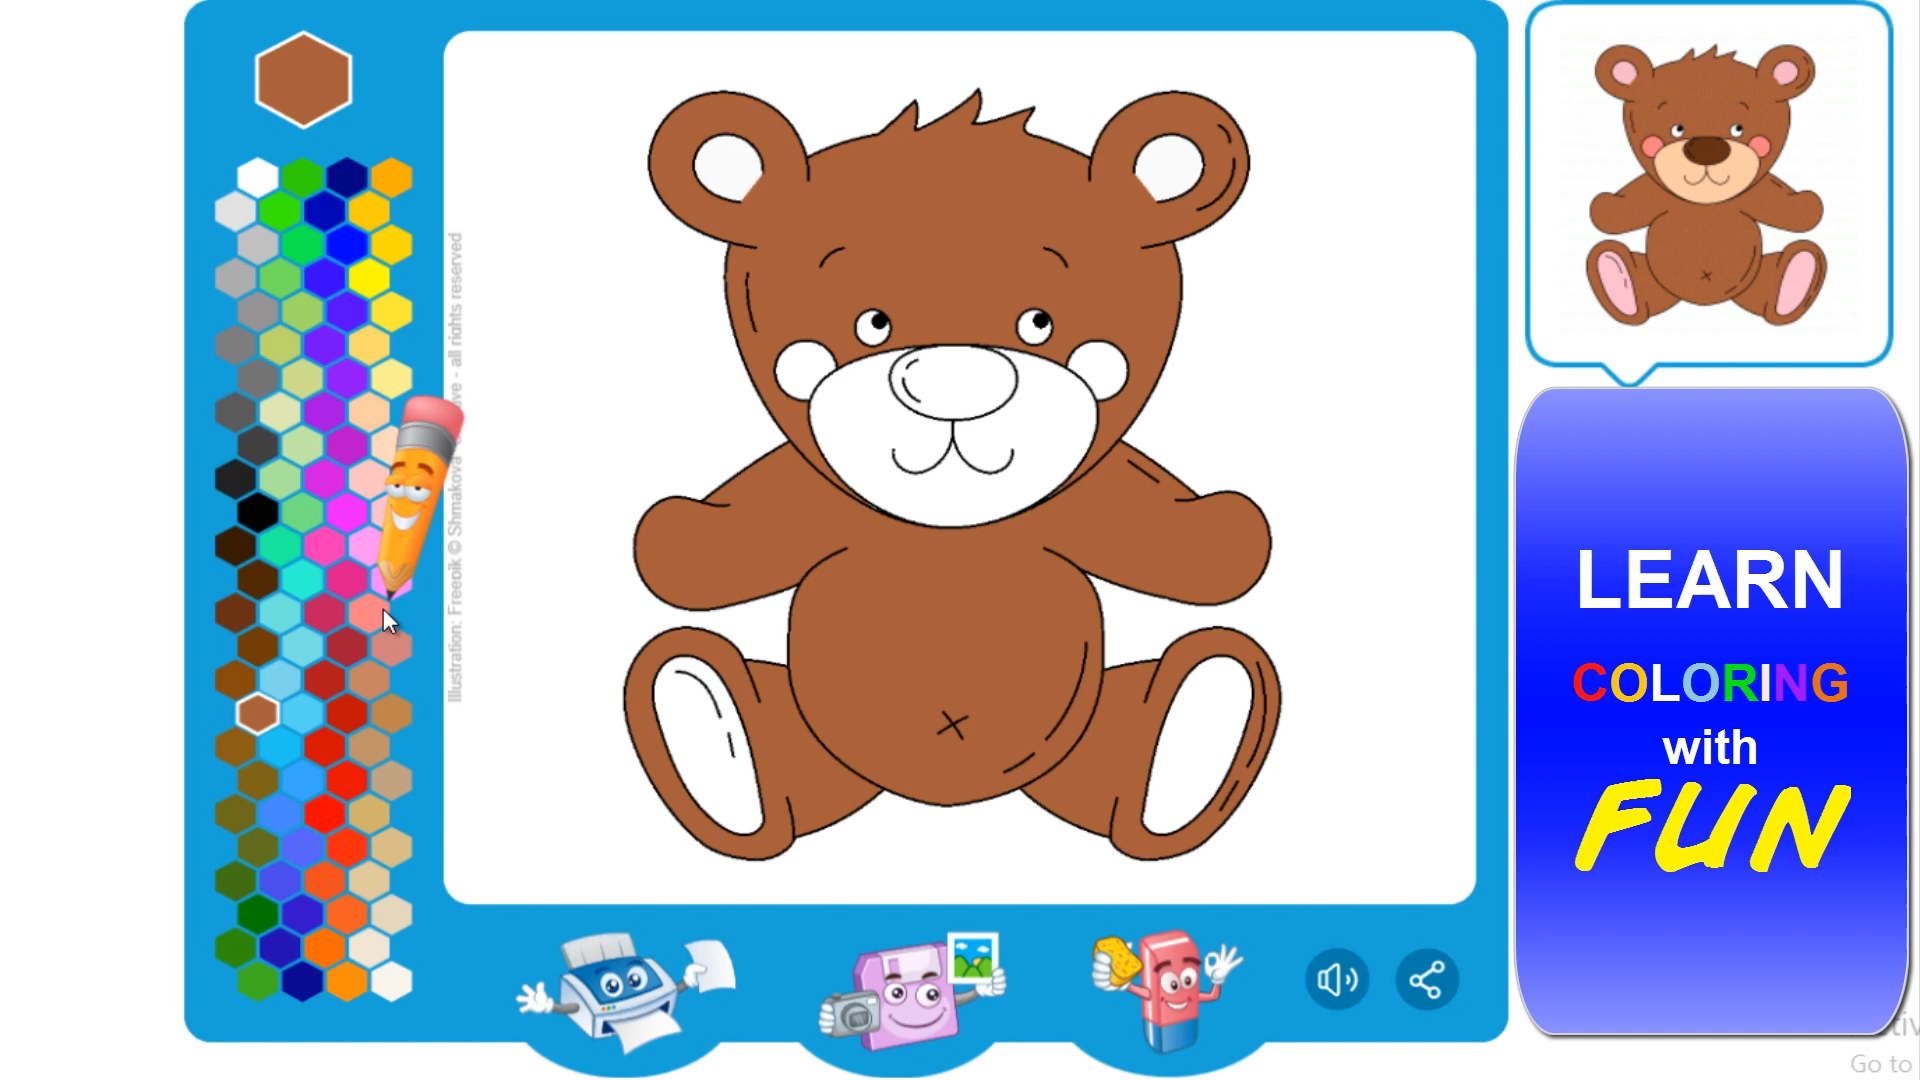 Illustration: Freepik © Shmakova - all rights reserved
LEARN
COLORING
with
FUN
Go to